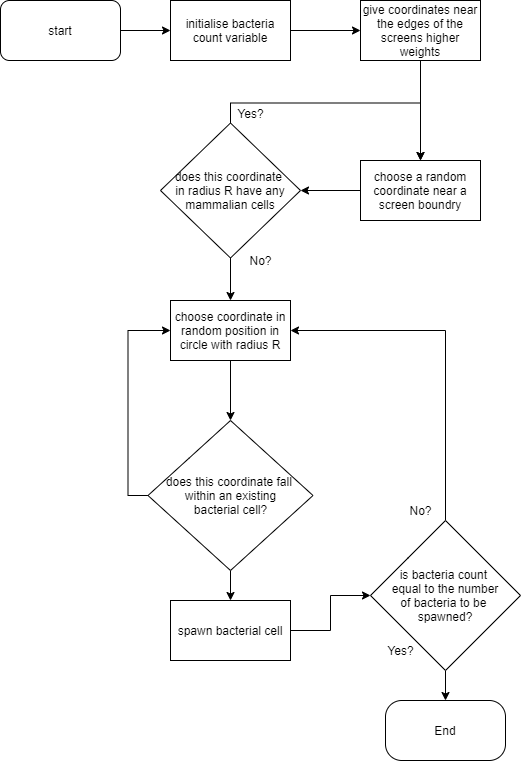 start
initialise bacteria
count variable
give coordinates near
the edges of the
screens higher
weights
Yes?
does this coordinate
in radius R have any
mammalian cells
choose a random
coordinate near a
screen boundry
No?
choose coordinate in
random position in
circle with radius R
does this coordinate fall
within an existing
bacterial cell?
No?
is bacteria count
equal to the number
of bacteria to be
spawned?
spawn bacterial cell
Yes?
End